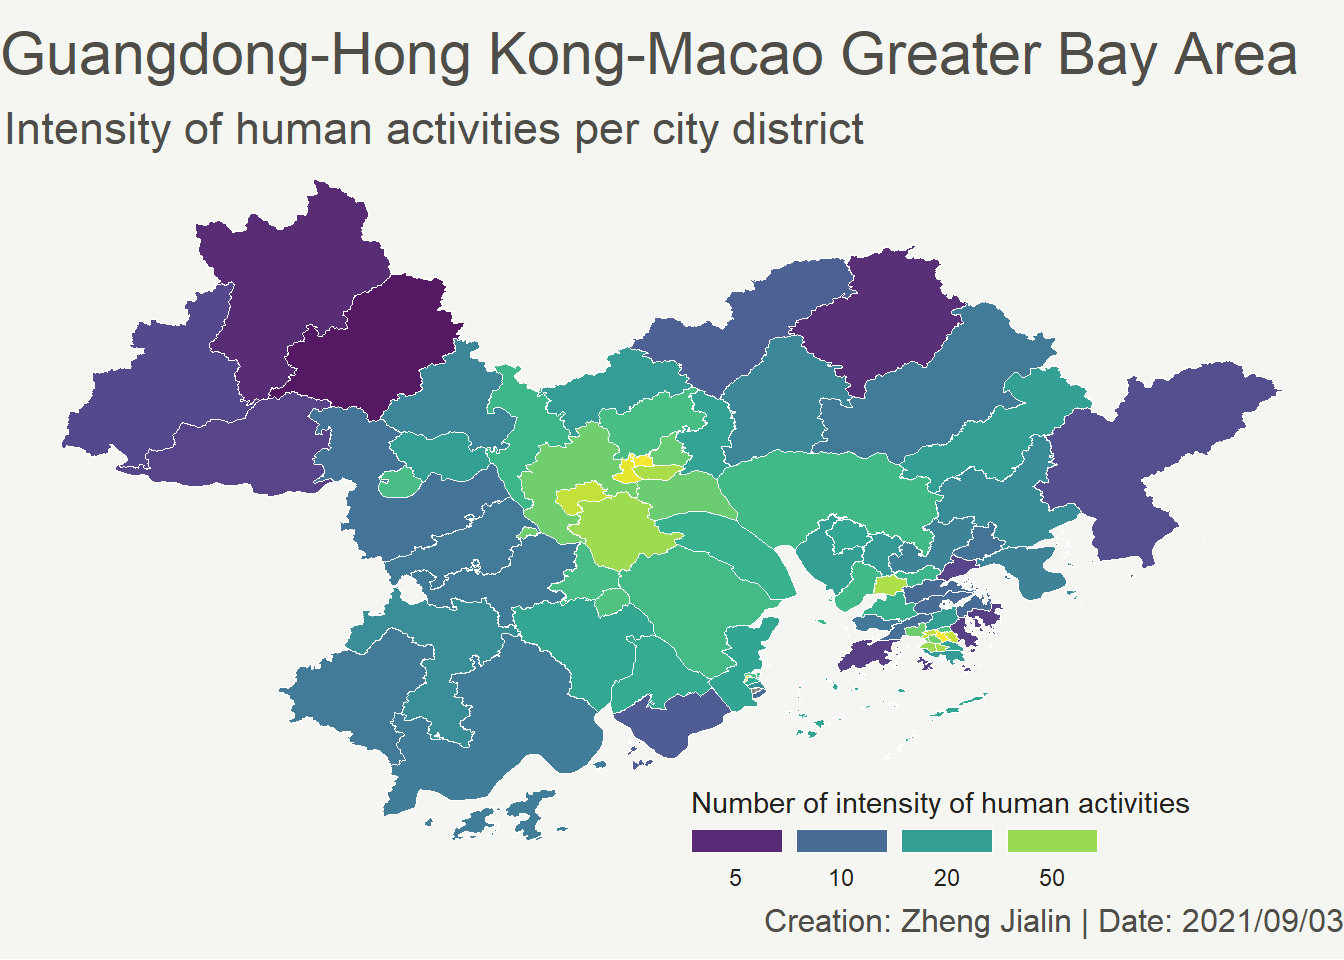 Guangdong-Hong Kong-Macao Greater Bay Area
Intensity of human activities per city district
Number of intensity of human activities
5 10 20 50
Creation: Zheng Jialin | Date: 2021/09/03